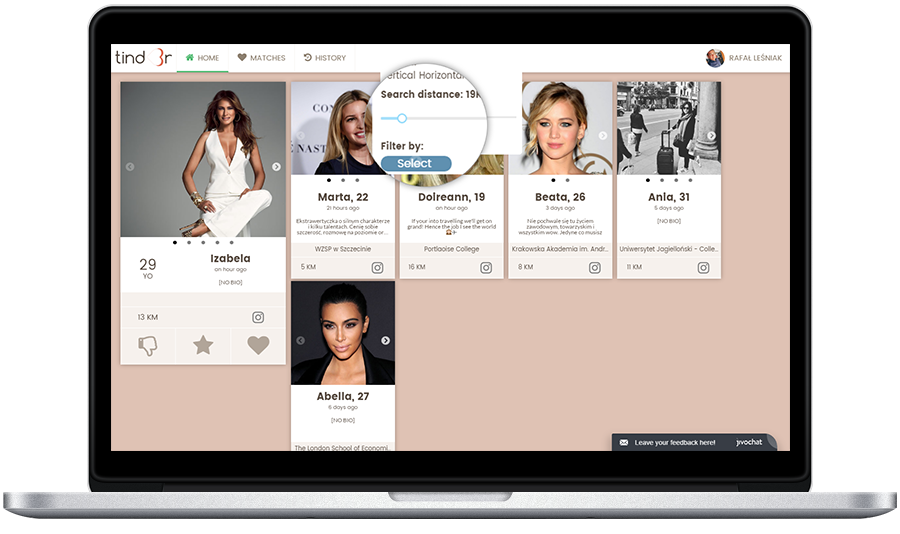 tind3r
HOME
MATCHES
HISTORY
RAFAŁ LEŚNIAK
Vertical Horizontal
Search distance: 19K
Filter by:
Select
29
YO
Izabela
an hour ago
[NO BIO]
13 KM
Marta, 22
21 hours ago
Ekstrawertyczka o silnym charakterze
i kilku talentach. Cenię sobie
szczerość, rozmowę na poziomie or...
WZSP w Szczecinie
5 KM
Dolreann, 19
an hour ago
If your into travelling we'll get on
grand! Hence the job I see the world
Portlaoise College
16 KM
Beata, 26
3 days ago
Nie pochwale się tu życiem
zawodowym, towarzyskim i
wszystkim wow. Jedyne co musisz
Krakowska Akademia im. Andr...
8 KM
Ania, 31
5 days ago
[NO BIO]
Uniwersytet Jagielloński - Colle...
11 KM
Abella, 27
6 days ago
[NO BIO]
The London School of Economi...
Leave your feedback here!
jivochat